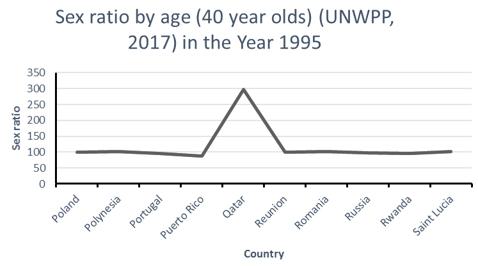 Sex ratio by age (40 year olds) (UNWPP,
2017) in the Year 1995
350
300
250
200
150
100
50
0
Sex ratio
Poland
Polynesia
Portugal
Puerto Rico
Qatar
Reunion
Romania
Russia
Rwanda
Saint Lucia
Country